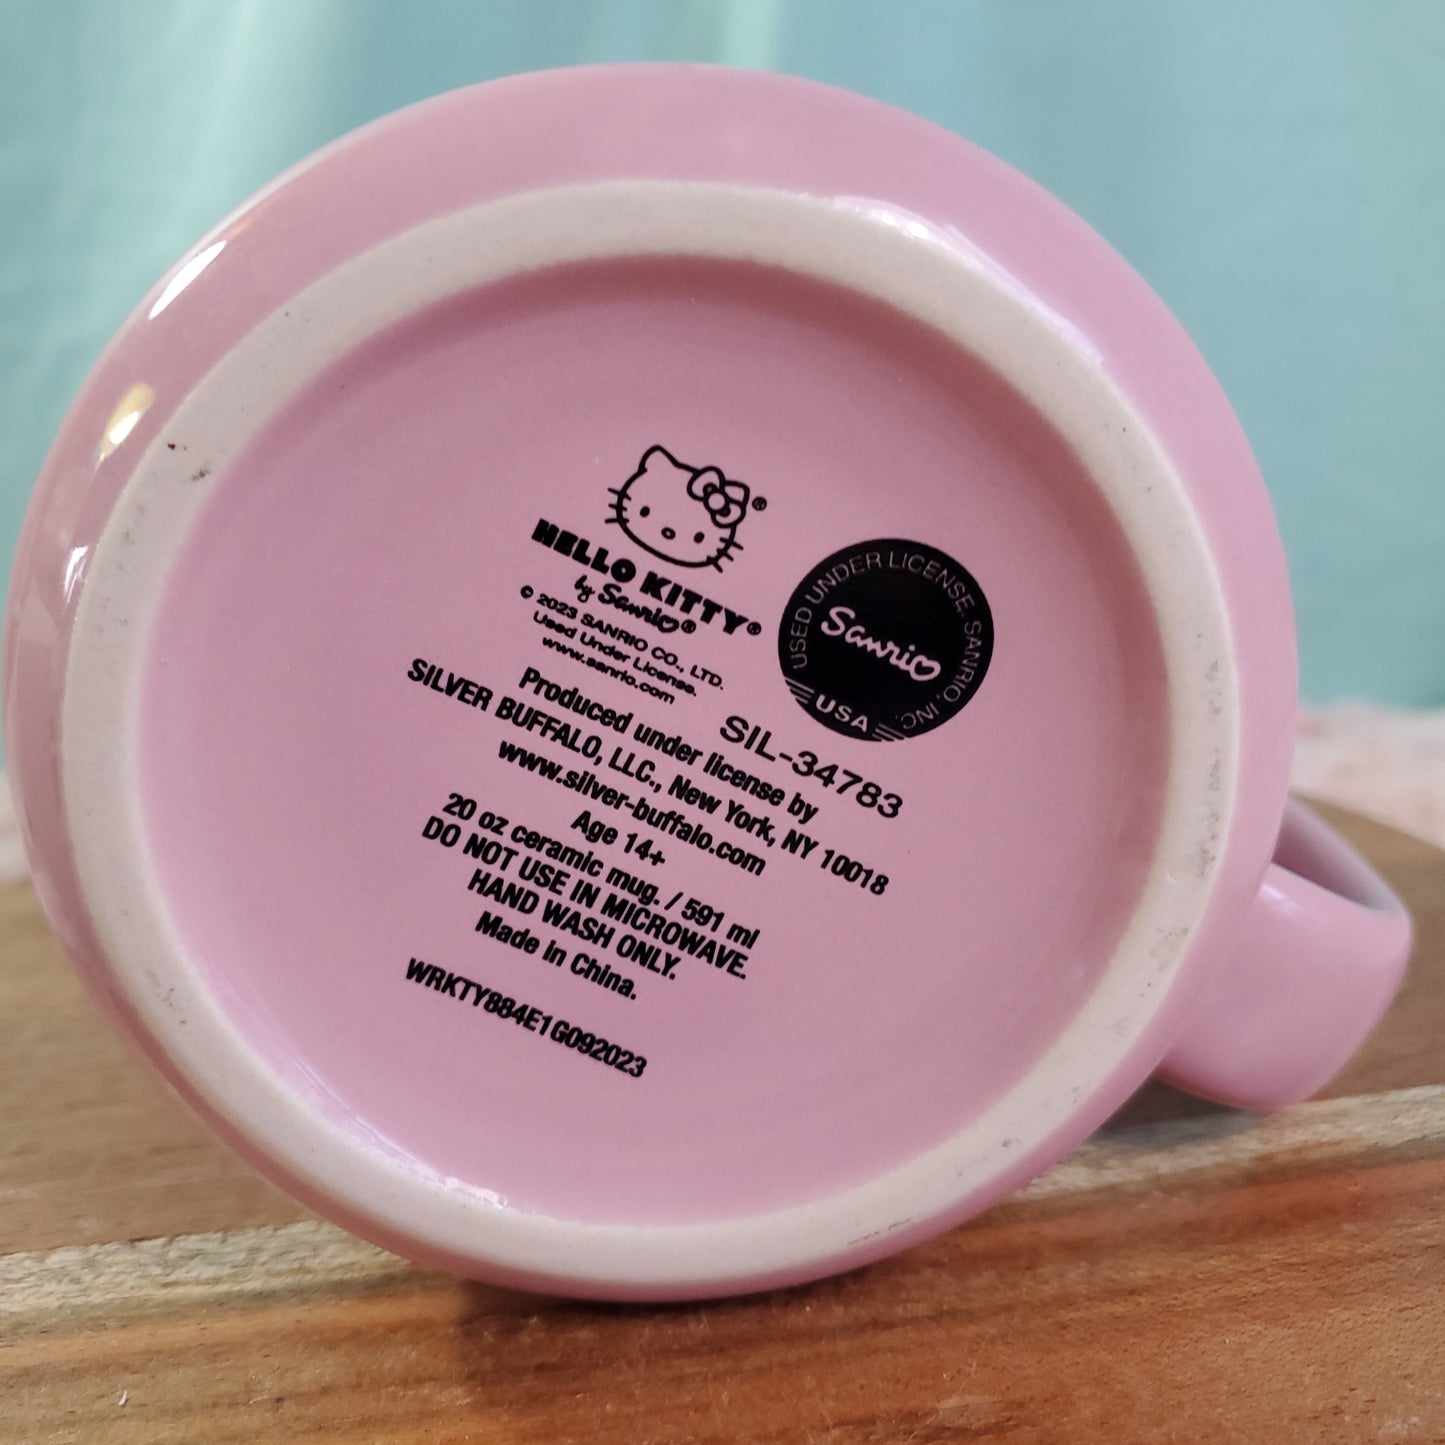 ®
HELLO KITTY®
by Sanrio®
© 2023 SANRIO CO., LTD.
Used Under License.
www.sanrio.com
USED UNDER LICENSE. SANRIO, INC.
Sanrio
USA
SIL-34783
Produced under license by
SILVER BUFFALO, LLC., New York, NY 10018
www.silver-buffalo.com
Age 14+
20 oz ceramic mug. / 591 ml
DO NOT USE IN MICROWAVE.
HAND WASH ONLY.
Made in China.
WRKTY884E1G092023